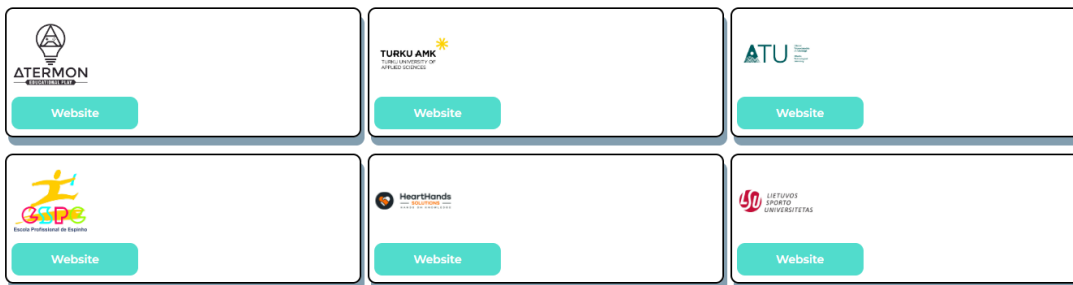 ATERMON
EDUCATIONAL PLAY
Website
TURKU AMK
TURKU UNIVERSITY OF
APPLIED SCIENCES
Website
ATU
Website
espe
Escola Profissional de Espinho
Website
HeartHands
SOLUTIONS
Website
LSU
LIETUVOS
SPORTO
UNIVERSITETAS
Website